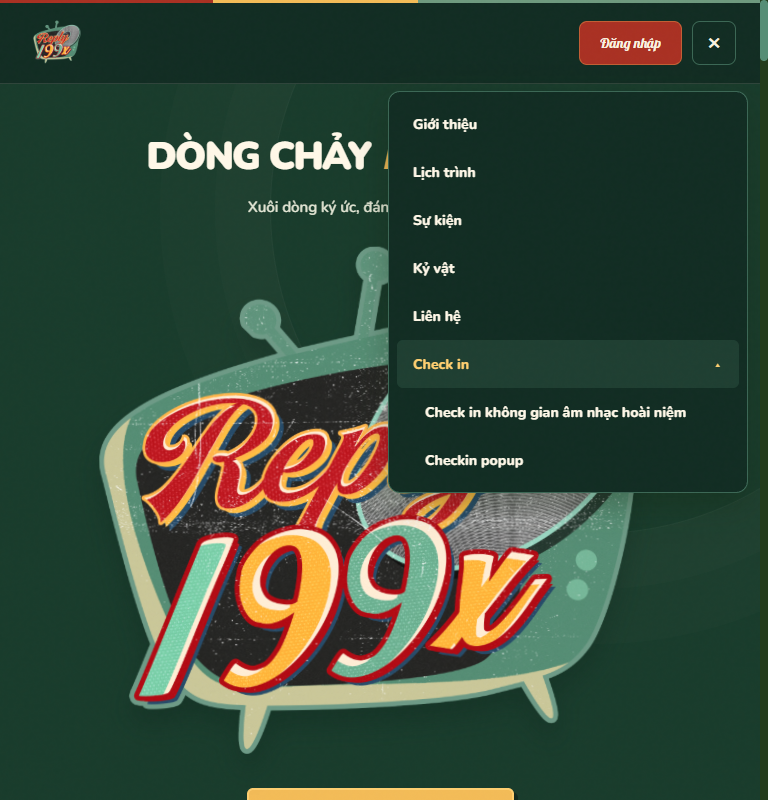 Replay
199x
Đăng nhập
✕
Giới thiệu
DÒNG CHẢY
Lịch trình
Xuôi dòng ký ức, đán
Sự kiện
Kỷ vật
Liên hệ
Check in
Check in không gian âm nhạc hoài niệm
Checkin popup
Rep
199x